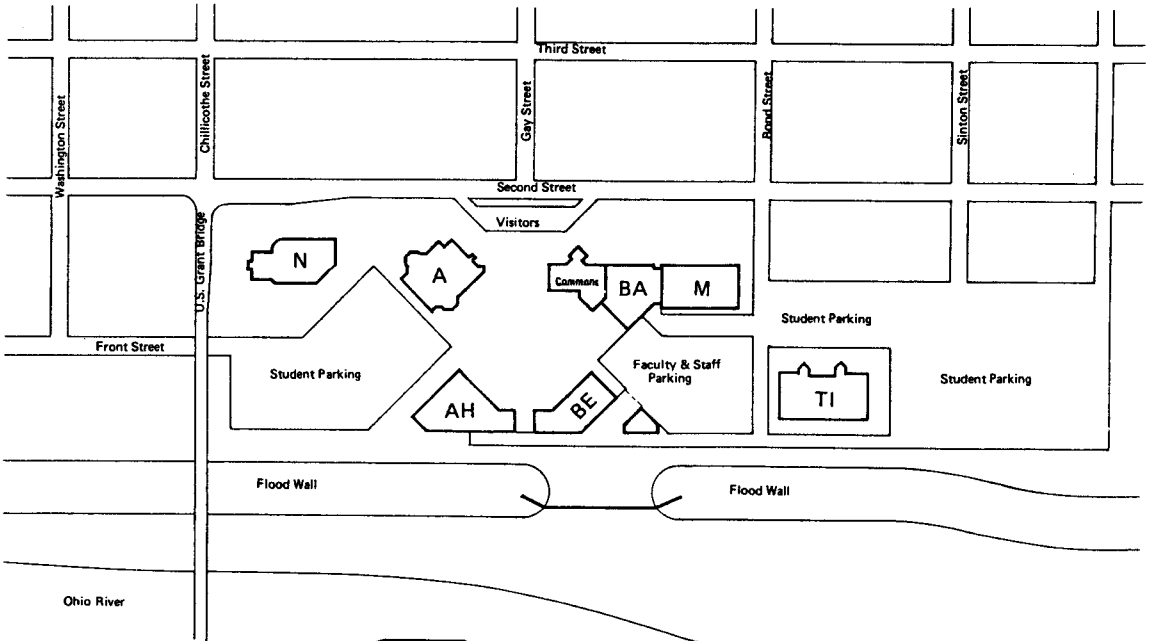 Third Street
Washington Street
Chillicothe Street
Gay Street
Bond Street
Sinton Street
Second Street
Visitors
U.S. Grant Bridge
N
A
Commons
BA
M
Student Parking
Front Street
Student Parking
Faculty & Staff
Parking
Student Parking
TI
AH
BE
Flood Wall
Flood Wall
Ohio River